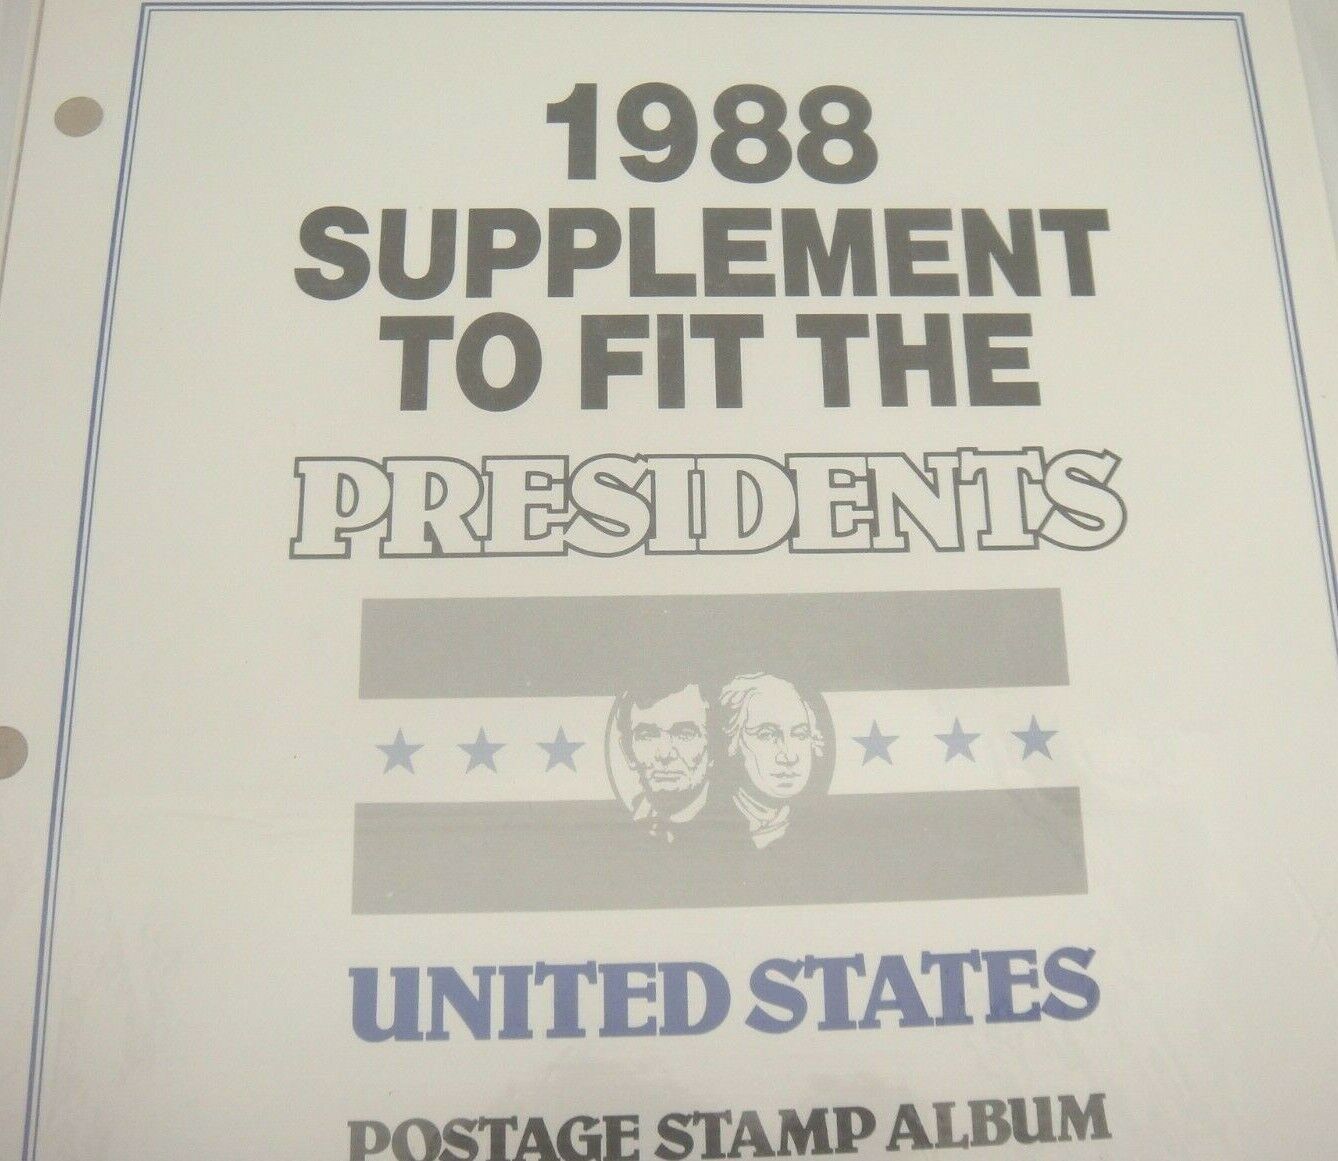 1988
SUPPLEMENT
TO FIT THE
PRESIDENTS
UNITED STATES
POSTAGE STAMP ALBUM